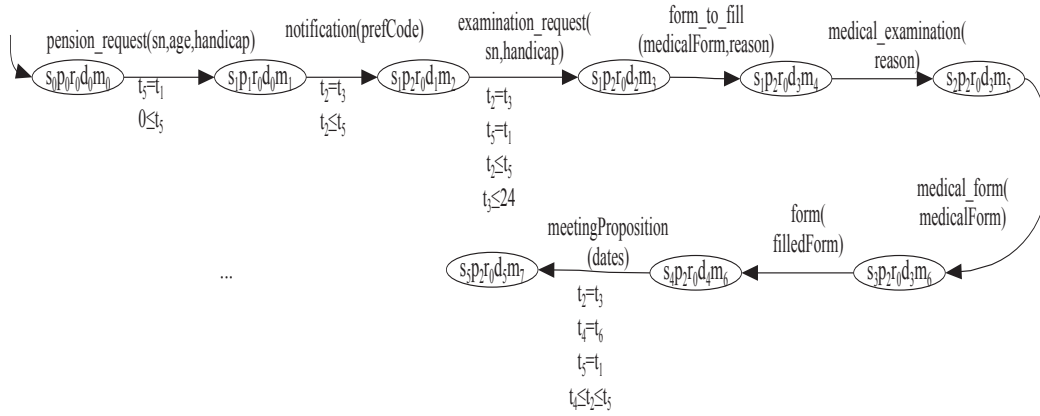 pension_request(sn,age,handicap)
notification(prefCode)
examination_request(
sn,handicap)
form_to_fill
(medicalForm,reason)
medical_examination(
reason)
s₀p₀r₀d₀m₀
t₅=t₁
0≤t₅
s₁p₁r₀d₀m₁
t₂=t₃
t₂≤t₅
s₁p₂r₀d₁m₂
t₂=t₃
t₅=t₁
t₂≤t₅
t₃≤24
s₁p₂r₀d₂m₃
s₁p₂r₀d₃m₄
s₂p₂r₀d₃m₅
medical_form(
medicalForm)
form(
filledForm)
meetingProposition
(dates)
...
s₅p₂r₀d₅m₇
s₄p₂r₀d₄m₆
s₃p₂r₀d₃m₆
t₂=t₃
t₄=t₆
t₅=t₁
t₄≤t₂≤t₅